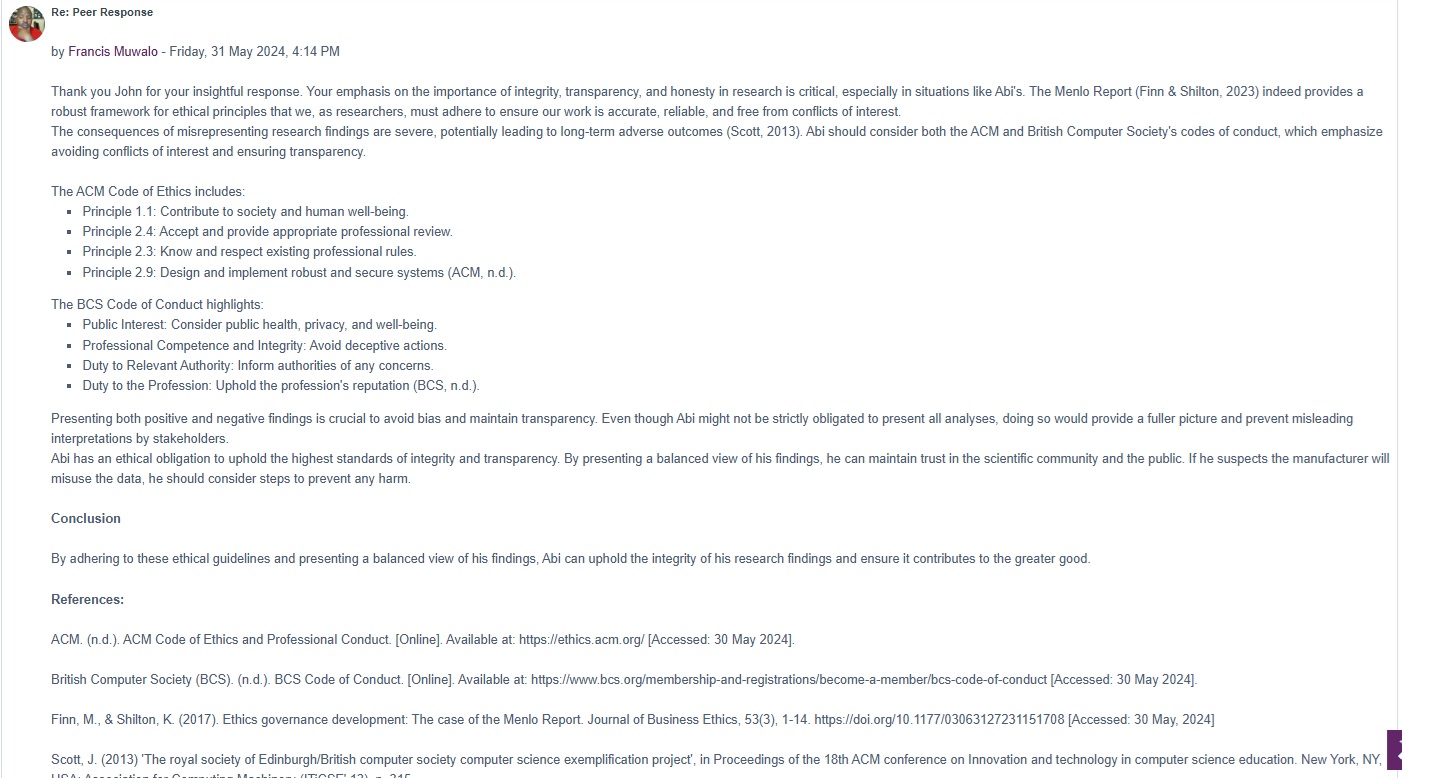 Re: Peer Response
by Francis Muwalo - Friday, 31 May 2024, 4:14 PM
Thank you John for your insightful response. Your emphasis on the importance of integrity, transparency, and honesty in research is critical, especially in situations like Abi's. The Menlo Report (Finn & Shilton, 2023) indeed provides a
robust framework for ethical principles that we, as researchers, must adhere to ensure our work is accurate, reliable, and free from conflicts of interest.
The consequences of misrepresenting research findings are severe, potentially leading to long-term adverse outcomes (Scott, 2013). Abi should consider both the ACM and British Computer Society's codes of conduct, which emphasize
avoiding conflicts of interest and ensuring transparency.
The ACM Code of Ethics includes:
▪ Principle 1.1: Contribute to society and human well-being.
▪ Principle 2.4: Accept and provide appropriate professional review.
▪ Principle 2.3: Know and respect existing professional rules.
▪ Principle 2.9: Design and implement robust and secure systems (ACM, n.d.).
The BCS Code of Conduct highlights:
▪ Public Interest: Consider public health, privacy, and well-being.
▪ Professional Competence and Integrity: Avoid deceptive actions.
▪ Duty to Relevant Authority: Inform authorities of any concerns.
▪ Duty to the Profession: Uphold the profession's reputation (BCS, n.d.).
Presenting both positive and negative findings is crucial to avoid bias and maintain transparency. Even though Abi might not be strictly obligated to present all analyses, doing so would provide a fuller picture and prevent misleading
interpretations by stakeholders.
Abi has an ethical obligation to uphold the highest standards of integrity and transparency. By presenting a balanced view of his findings, he can maintain trust in the scientific community and the public. If he suspects the manufacturer will
misuse the data, he should consider steps to prevent any harm.
Conclusion
By adhering to these ethical guidelines and presenting a balanced view of his findings, Abi can uphold the integrity of his research findings and ensure it contributes to the greater good.
References:
ACM. (n.d.). ACM Code of Ethics and Professional Conduct. [Online]. Available at: https://ethics.acm.org/ [Accessed: 30 May 2024].
British Computer Society (BCS). (n.d.). BCS Code of Conduct. [Online]. Available at: https://www.bcs.org/membership-and-registrations/become-a-member/bcs-code-of-conduct [Accessed: 30 May 2024].
Finn, M., & Shilton, K. (2017). Ethics governance development: The case of the Menlo Report. Journal of Business Ethics, 53(3), 1-14. https://doi.org/10.1177/03063127231151708 [Accessed: 30 May, 2024]
Scott, J. (2013) 'The royal society of Edinburgh/British computer society computer science exemplification project', in Proceedings of the 18th ACM conference on Innovation and technology in computer science education. New York, NY,
USA: Association for Computing Machinery (ITiCSE' 13), p. 315